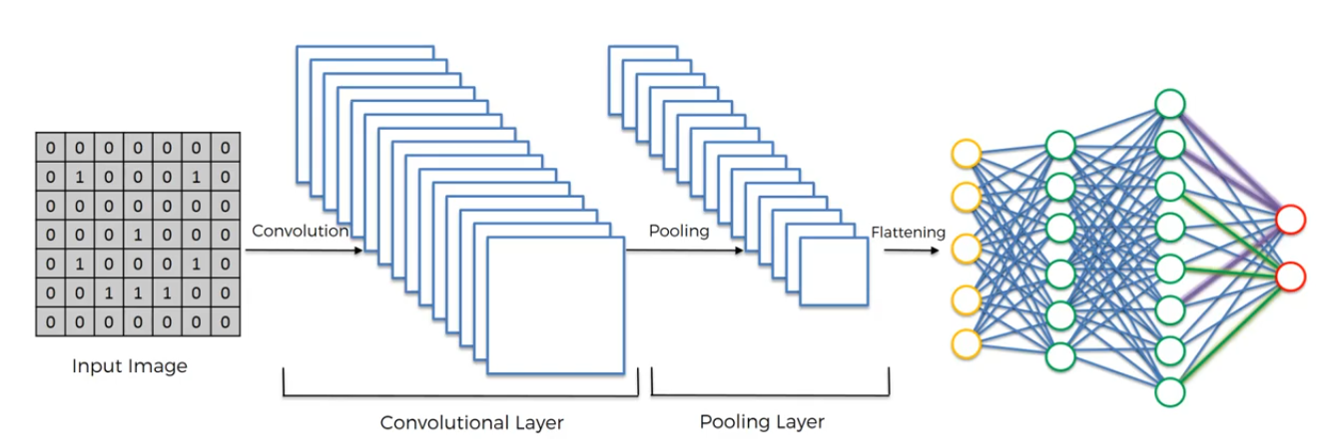 0 0 0 0 0 0 0
0 1 0 0 0 1 0
0 0 0 0 0 0 0
0 0 0 1 0 0 0
0 1 0 0 0 1 0
0 0 1 1 1 0 0
0 0 0 0 0 0 0
Input Image
Convolution
Convolutional Layer
Pooling
Pooling Layer
Flattening